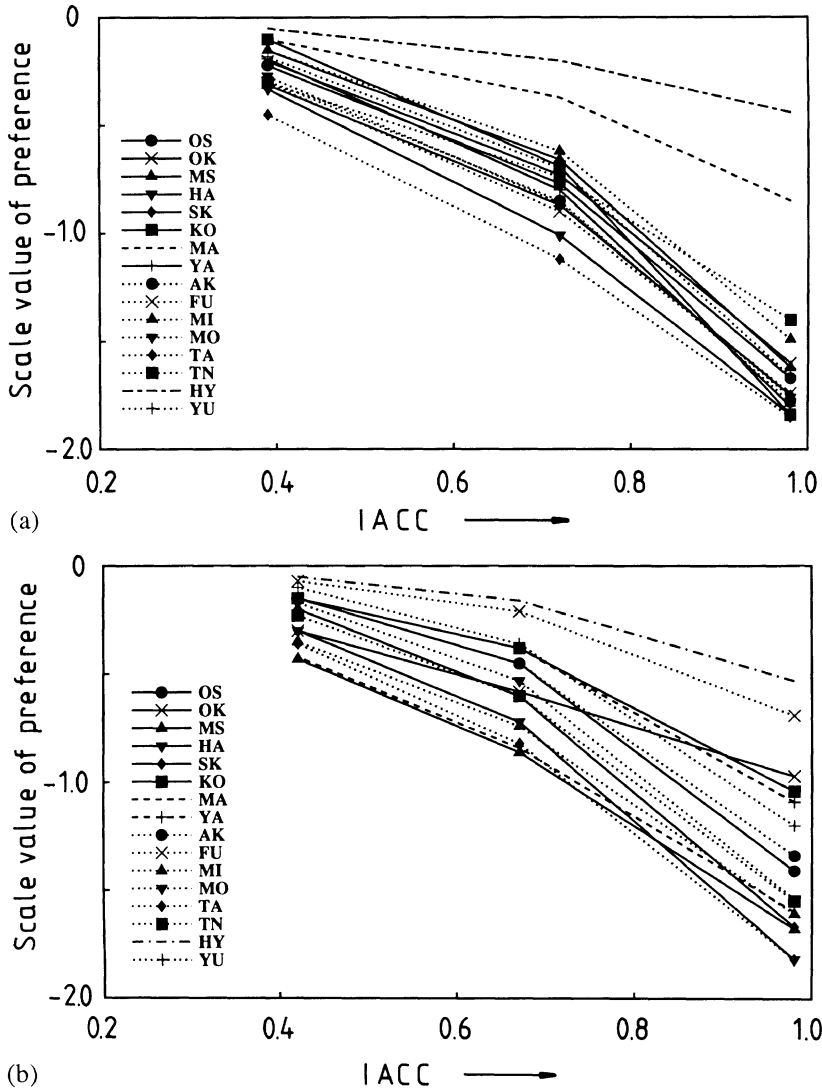 0
-1.0
-2.0
Scale value of preference
OS
OK
MS
HA
SK
KO
MA
YA
AK
FU
MI
MO
TA
TN
HY
YU
0.2 0.4 0.6 0.8 1.0
(a)
IACC
0
-1.0
-2.0
Scale value of preference
OS
OK
MS
HA
SK
KO
MA
YA
AK
FU
MI
MO
TA
TN
HY
YU
0.2 0.4 0.6 0.8 1.0
(b)
IACC